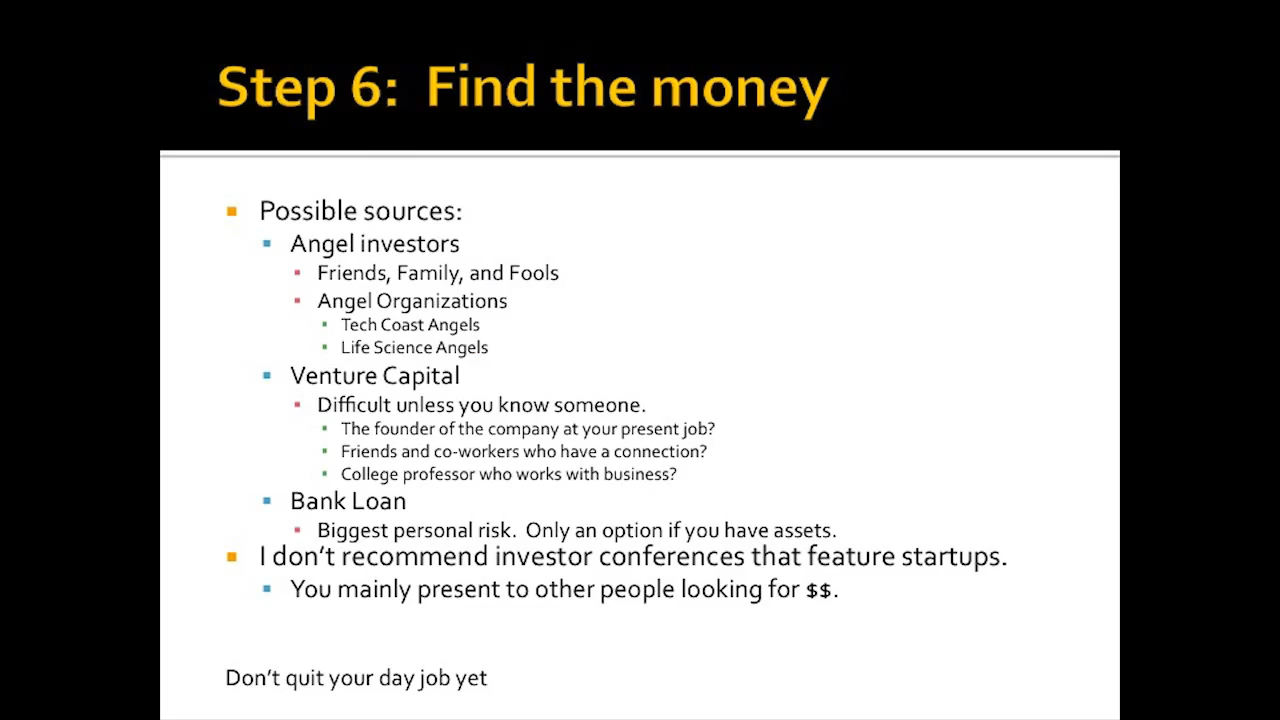 Step 6: Find the money
Possible sources:
Angel investors
Friends, Family, and Fools
Angel Organizations
Tech Coast Angels
Life Science Angels
Venture Capital
Difficult unless you know someone.
The founder of the company at your present job?
Friends and co-workers who have a connection?
College professor who works with business?
Bank Loan
Biggest personal risk. Only an option if you have assets.
I don't recommend investor conferences that feature startups.
You mainly present to other people looking for $$.
Don't quit your day job yet